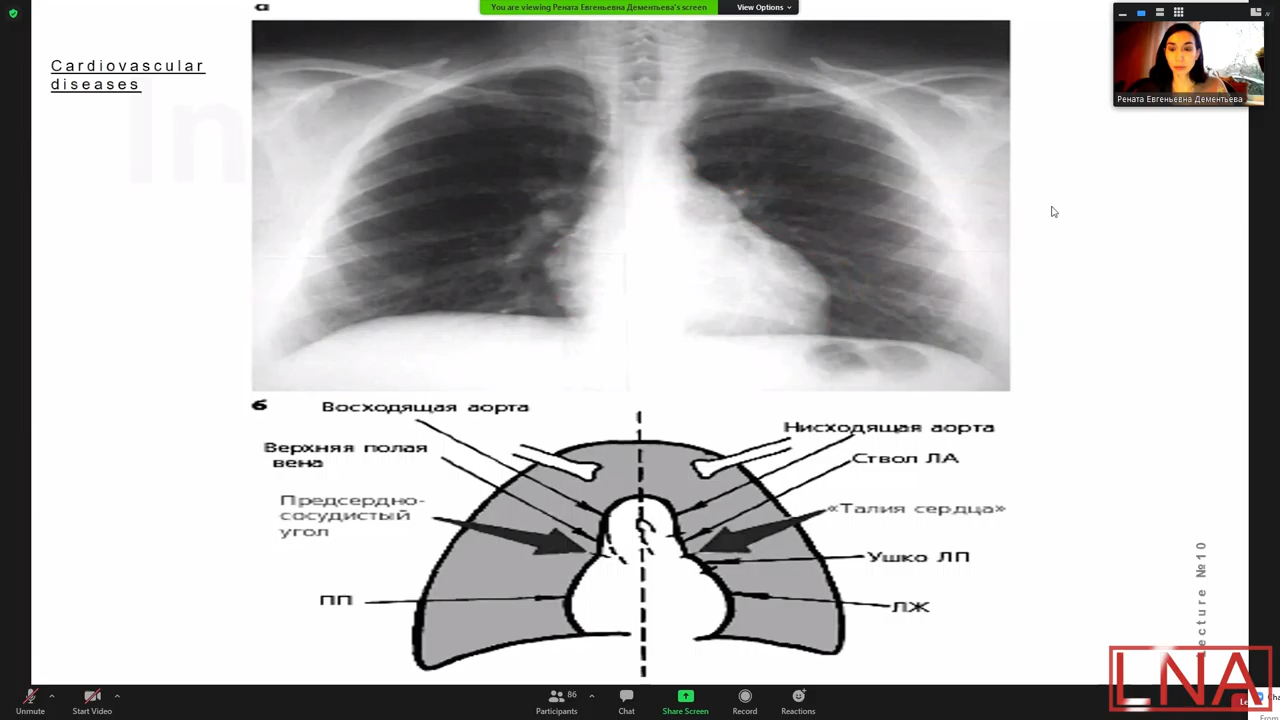 a
You are viewing Рената Евгеньевна Дементьева's screen
View Options
Cardiovascular
diseases
In
Рената Евгеньевна Дементьева
б
Восходящая аорта
Верхняя полая
вена
Предсердно-
сосудистый
угол
ПП
Нисходящая аорта
Ствол ЛА
«Талия сердца»
Ушко ЛП
ЛЖ
Lecture №10
LNA
Unmute
Start Video
86
Participants
Chat
Share Screen
Record
Reactions